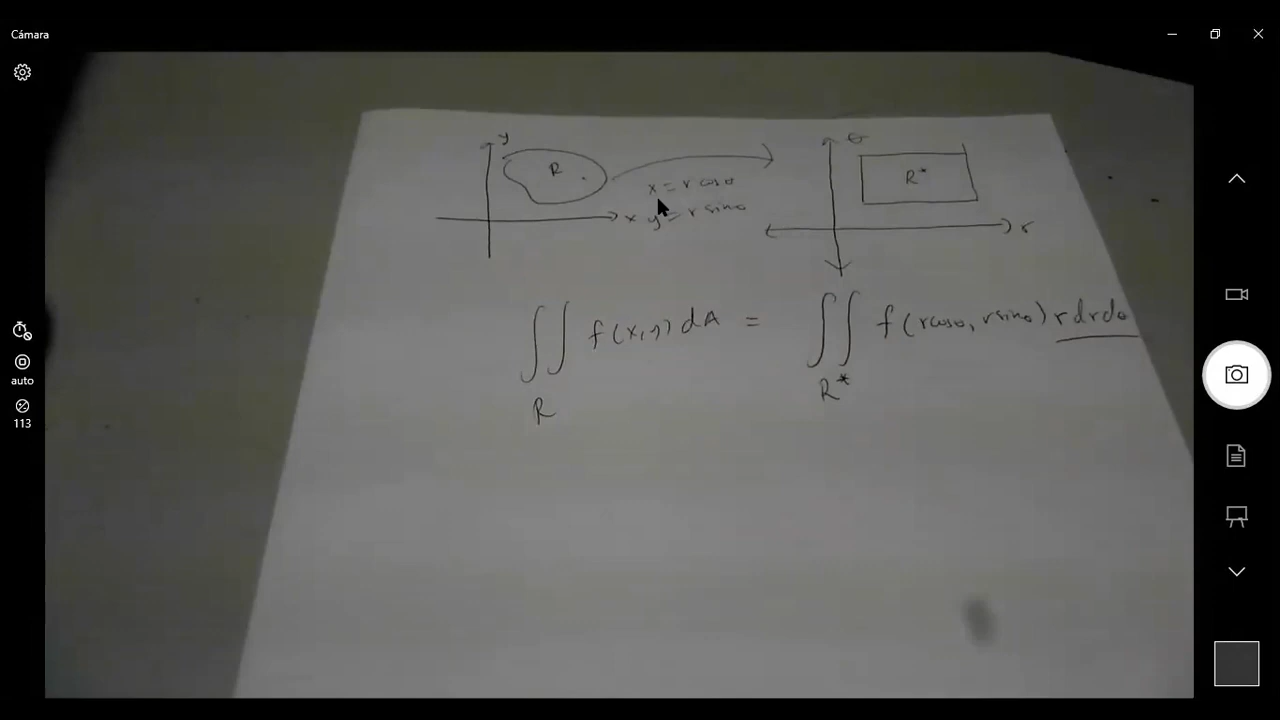 Cámara
y
R
x
x = r cosθ
y = r sinθ
θ
R*
r
∬ f(x,y) dA = ∬ f(rcosθ, rsinθ) r dr dθ
R R*
auto
113